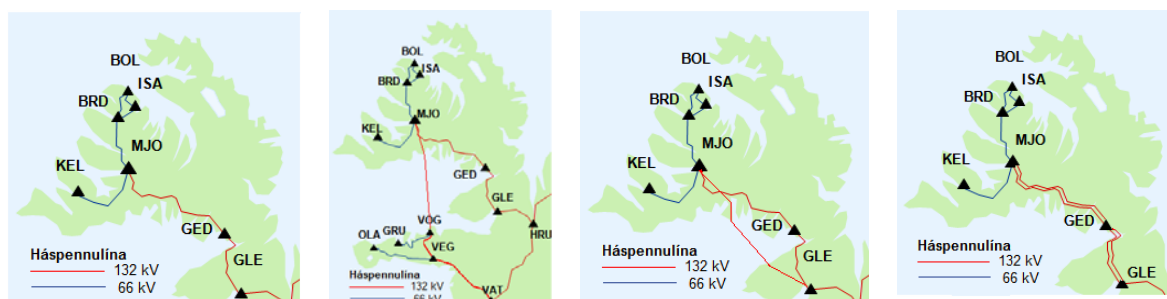 BOL
ISA
BRD
MJO
KEL
GED
GLE
Háspennulína
132 kV
66 kV
BOL
ISA
BRD
MJO
KEL
GED
GLE
HRU
VOG
GRU
OLA
VEG
VAT
Háspennulína
132 kV
66 kV
BOL
ISA
BRD
MJO
KEL
GED
GLE
Háspennulína
132 kV
66 kV
BOL
ISA
BRD
MJO
KEL
GED
GLE
Háspennulína
132 kV
66 kV